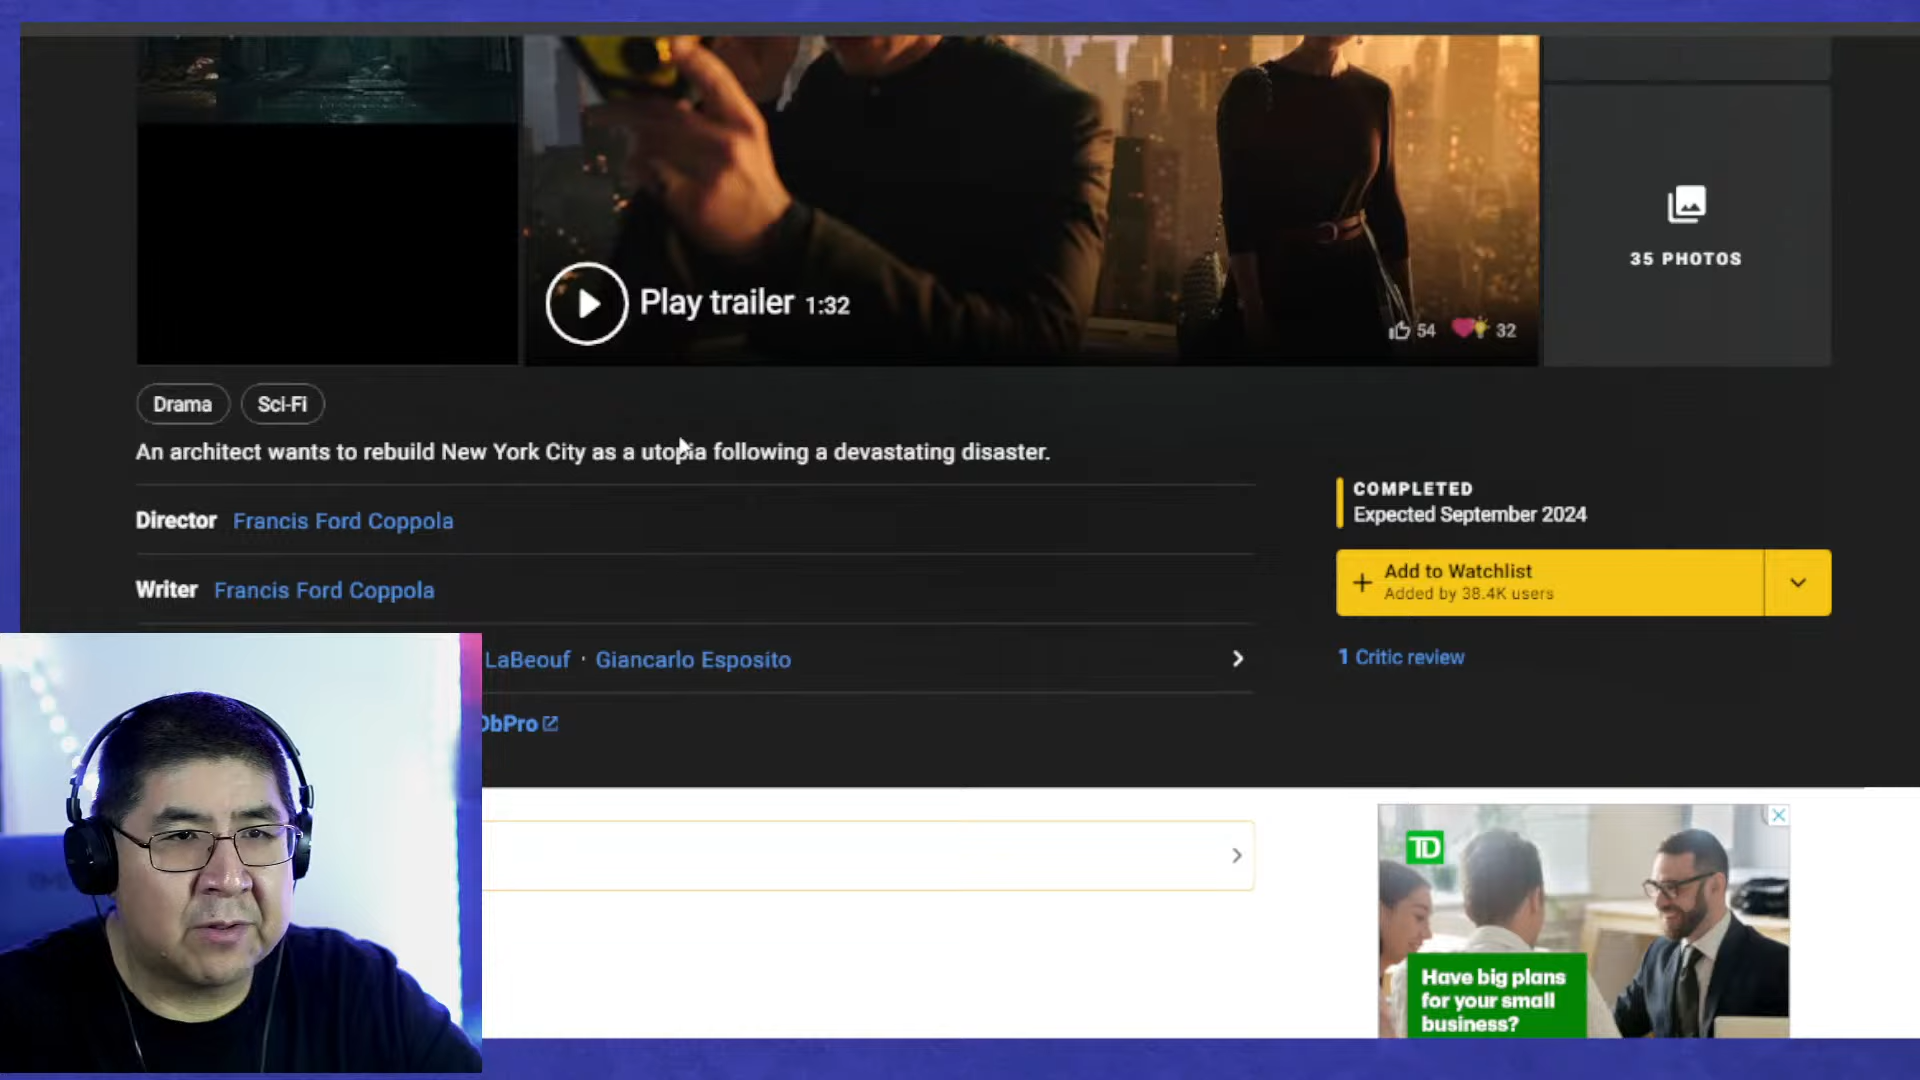 35 PHOTOS
Play trailer 1:32
54 32
Drama Sci-Fi
An architect wants to rebuild New York City as a utopia following a devastating disaster.
Director Francis Ford Coppola
Writer Francis Ford Coppola
LaBeouf · Giancarlo Esposito
DbPro
COMPLETED
Expected September 2024
+ Add to Watchlist
Added by 38.4K users
1 Critic review
TD
Have big plans
for your small
business?